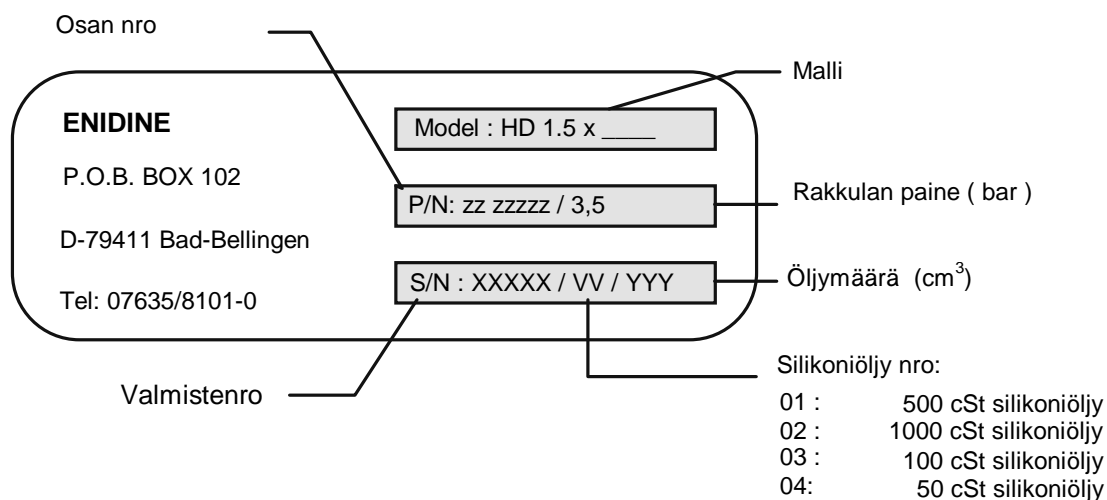 Osan nro
Malli
ENIDINE
Model : HD 1.5 x ____
P.O.B. BOX 102
P/N: zz zzzzz / 3,5
Rakkulan paine ( bar )
D-79411 Bad-Bellingen
S/N : XXXXX / VV / YYY
Öljymäärä (cm³)
Tel: 07635/8101-0
Valmistenro
Silikoniöljy nro:
01 : 500 cSt silikoniöljy
02 : 1000 cSt silikoniöljy
03 : 100 cSt silikoniöljy
04: 50 cSt silikoniöljy